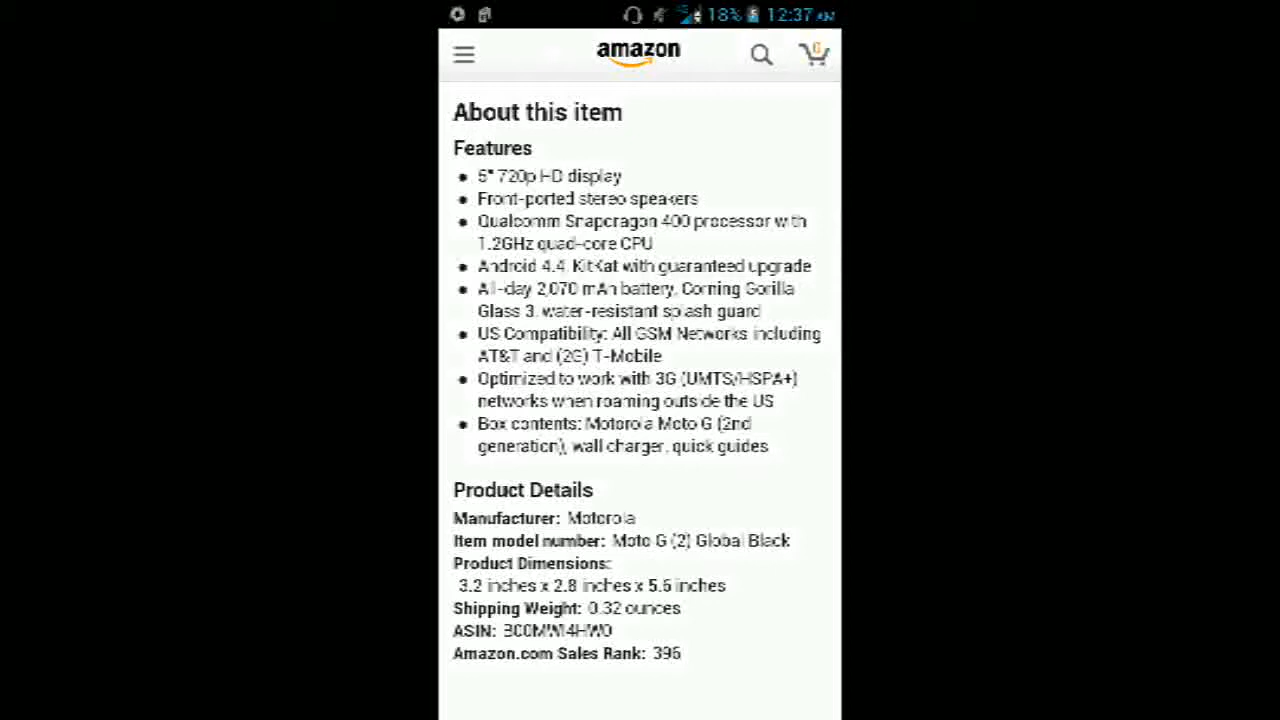 18% 12:37 AM
amazon
0
About this item
Features
5" 720p HD display
Front-ported stereo speakers
Qualcomm Snapdragon 400 processor with
1.2GHz quad-core CPU
Android 4.4, KitKat with guaranteed upgrade
All-day 2,070 mAh battery, Corning Gorilla
Glass 3, water-resistant splash guard
US Compatibility: All GSM Networks including
AT&T and (2G) T-Mobile
Optimized to work with 3G (UMTS/HSPA+)
networks when roaming outside the US
Box contents: Motorola Moto G (2nd
generation), wall charger, quick guides
Product Details
Manufacturer: Motorola
Item model number: Moto G (2) Global Black
Product Dimensions:
3.2 inches x 2.8 inches x 5.6 inches
Shipping Weight: 0.32 ounces
ASIN:
Amazon.com Sales Rank: 396